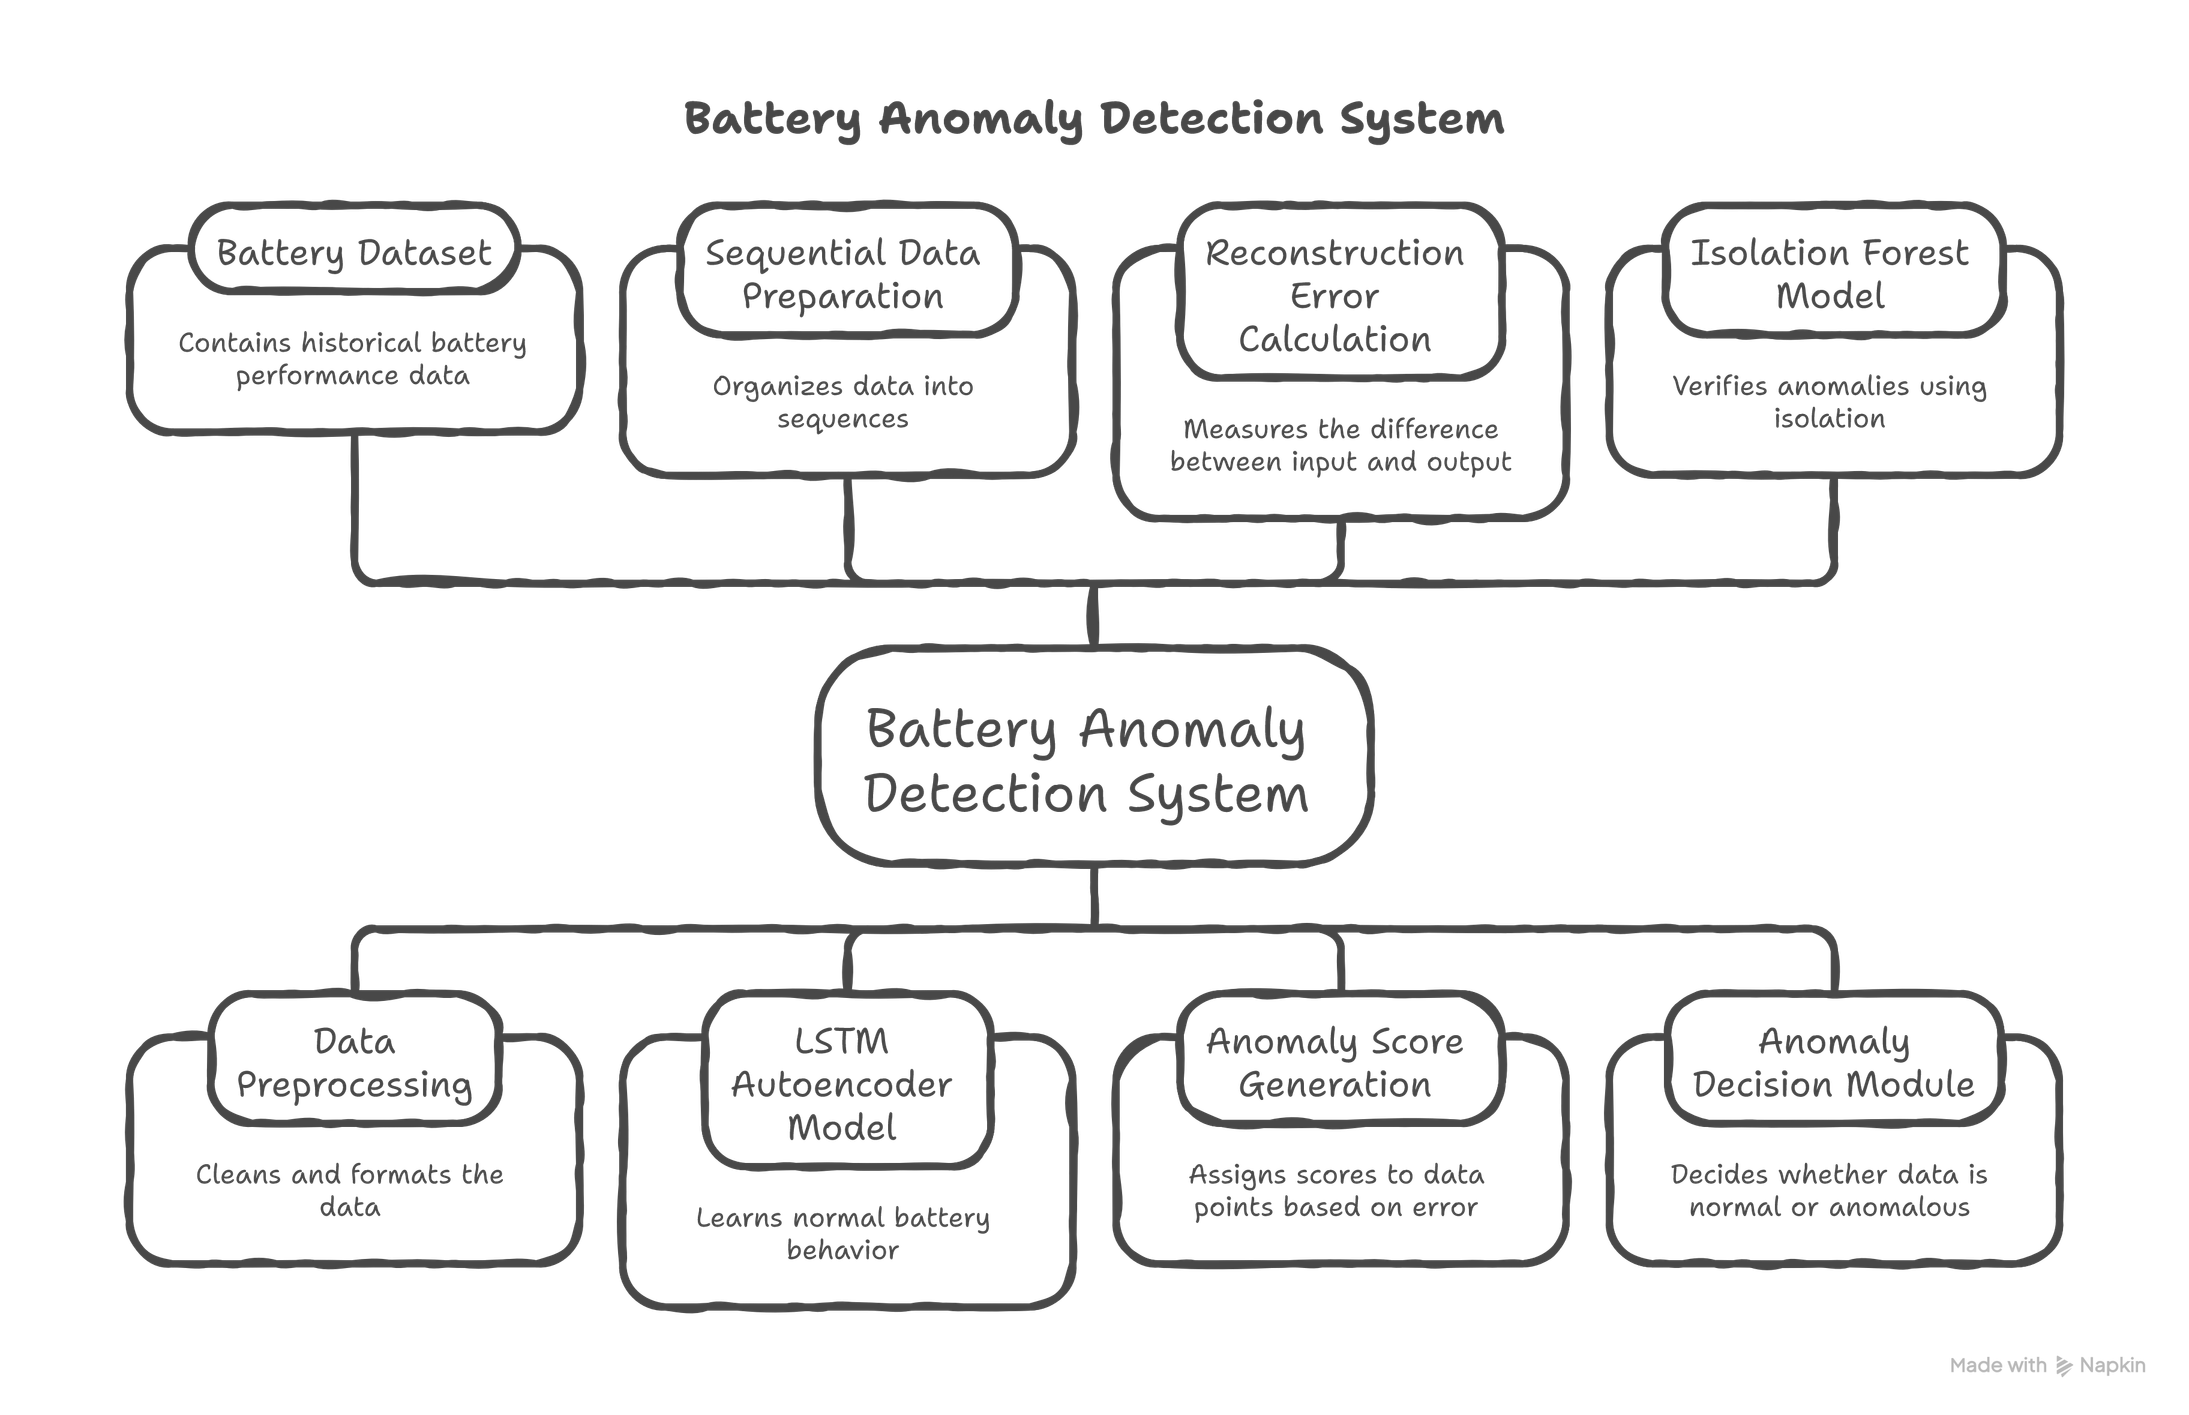 Battery Anomaly Detection System
Battery Dataset
Contains historical battery
performance data
Sequential Data
Preparation
Organizes data into
sequences
Reconstruction
Error
Calculation
Measures the difference
between input and output
Isolation Forest
Model
Verifies anomalies using
isolation
Battery Anomaly
Detection System
Data
Preprocessing
Cleans and formats the
data
LSTM
Autoencoder
Model
Learns normal battery
behavior
Anomaly Score
Generation
Assigns scores to data
points based on error
Anomaly
Decision Module
Decides whether data is
normal or anomalous
Made with Napkin